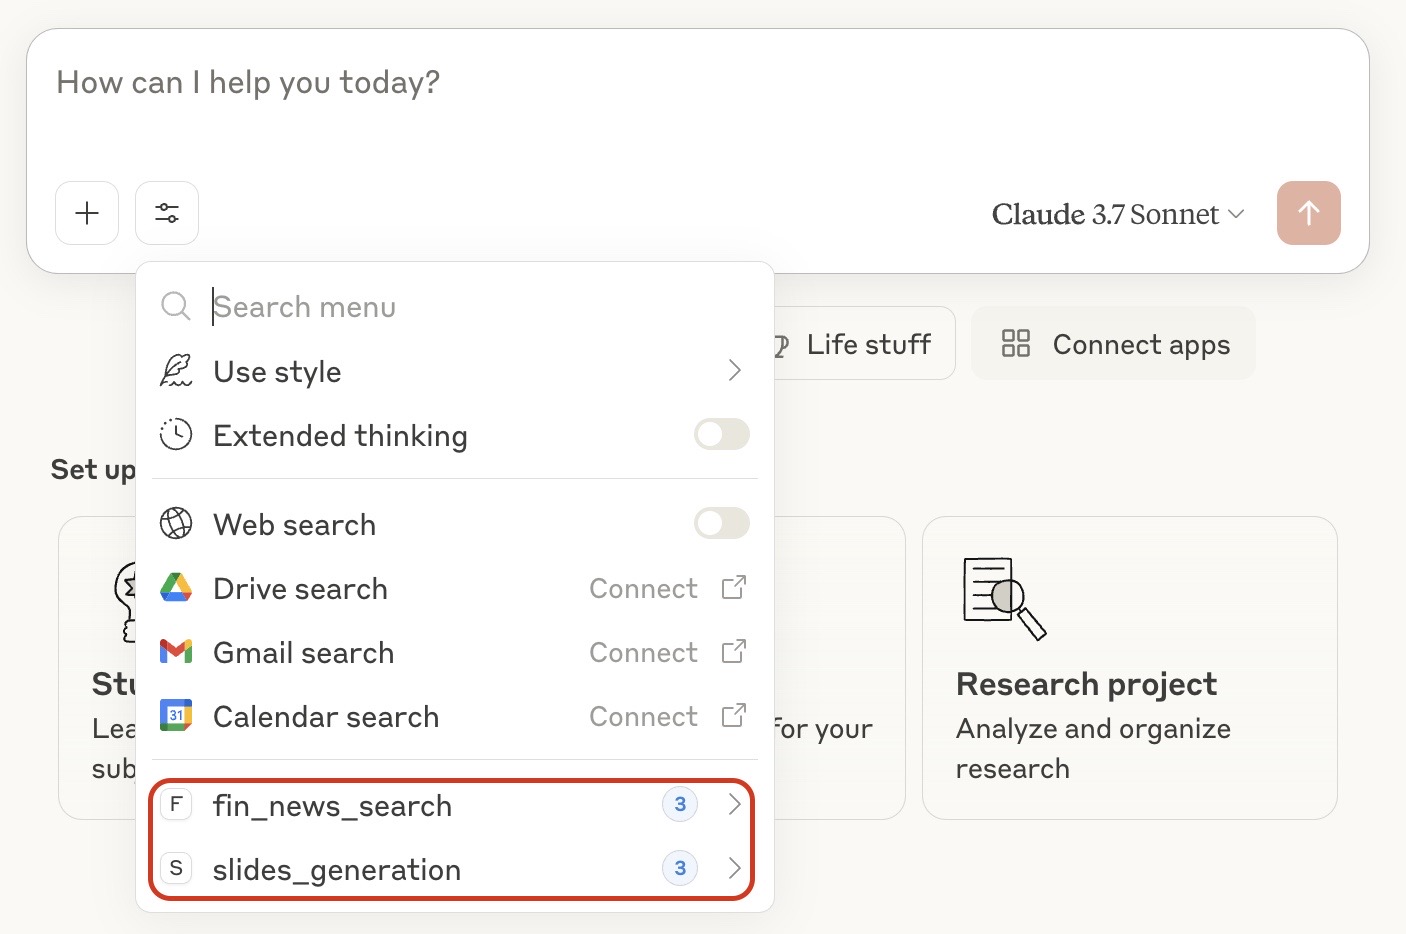 How can I help you today?
Claude 3.7 Sonnet
Search menu
Use style
Extended thinking
Web search
Drive search Connect
Gmail search Connect
31 Calendar search Connect
F fin_news_search 3
S slides_generation 3
Life stuff
Connect apps
Set up
Stu
Lea
sub
for your
Research project
Analyze and organize
research